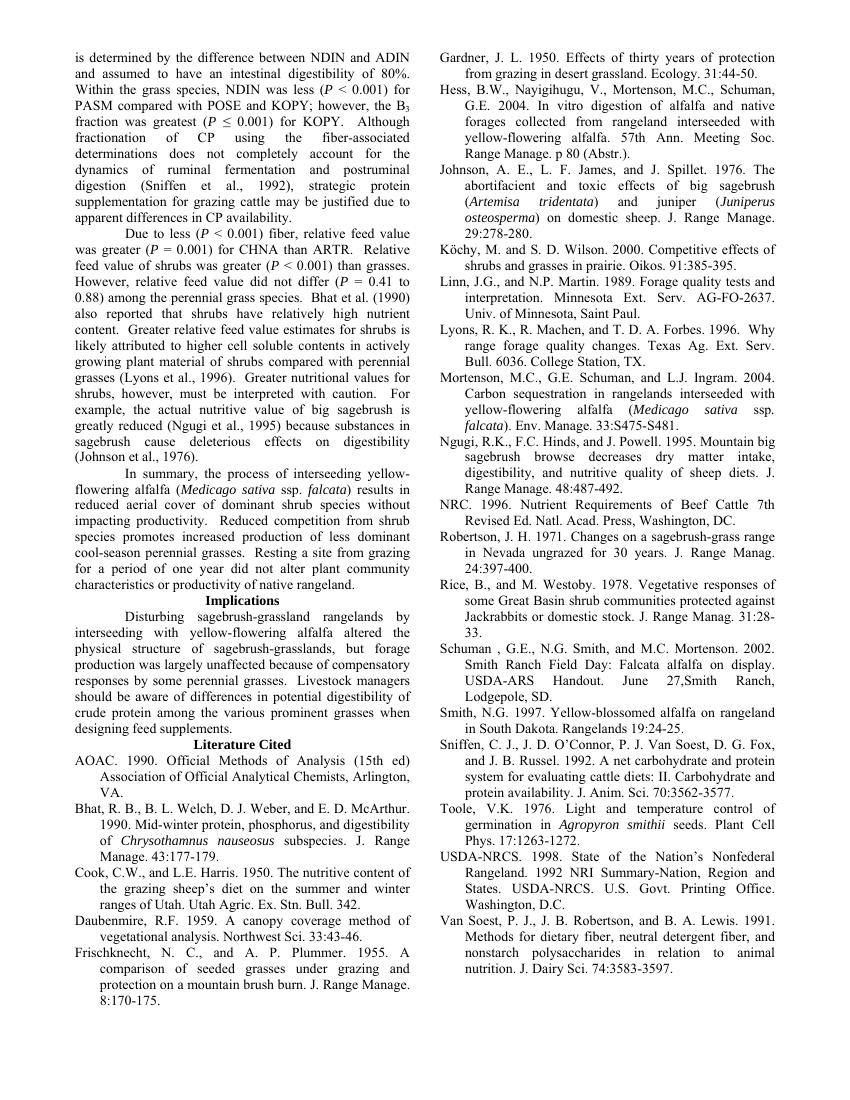 is determined by the difference between NDIN and ADIN
and assumed to have an intestinal digestibility of 80%.
Within the grass species, NDIN was less (P < 0.001) for
PASM compared with POSE and KOPY; however, the B3
fraction was greatest (P ≤ 0.001) for KOPY. Although
fractionation of CP using the fiber-associated
determinations does not completely account for the
dynamics of ruminal fermentation and postruminal
digestion (Sniffen et al., 1992), strategic protein
supplementation for grazing cattle may be justified due to
apparent differences in CP availability.
Due to less (P < 0.001) fiber, relative feed value
was greater (P = 0.001) for CHNA than ARTR. Relative
feed value of shrubs was greater (P < 0.001) than grasses.
However, relative feed value did not differ (P = 0.41 to
0.88) among the perennial grass species. Bhat et al. (1990)
also reported that shrubs have relatively high nutrient
content. Greater relative feed value estimates for shrubs is
likely attributed to higher cell soluble contents in actively
growing plant material of shrubs compared with perennial
grasses (Lyons et al., 1996). Greater nutritional values for
shrubs, however, must be interpreted with caution. For
example, the actual nutritive value of big sagebrush is
greatly reduced (Ngugi et al., 1995) because substances in
sagebrush cause deleterious effects on digestibility
(Johnson et al., 1976).
In summary, the process of interseeding yellow-
flowering alfalfa (Medicago sativa ssp. falcata) results in
reduced aerial cover of dominant shrub species without
impacting productivity. Reduced competition from shrub
species promotes increased production of less dominant
cool-season perennial grasses. Resting a site from grazing
for a period of one year did not alter plant community
characteristics or productivity of native rangeland.
Implications
Disturbing sagebrush-grassland rangelands by
interseeding with yellow-flowering alfalfa altered the
physical structure of sagebrush-grasslands, but forage
production was largely unaffected because of compensatory
responses by some perennial grasses. Livestock managers
should be aware of differences in potential digestibility of
crude protein among the various prominent grasses when
designing feed supplements.
Literature Cited
AOAC. 1990. Official Methods of Analysis (15th ed)
Association of Official Analytical Chemists, Arlington,
VA.
Bhat, R. B., B. L. Welch, D. J. Weber, and E. D. McArthur.
1990. Mid-winter protein, phosphorus, and digestibility
of Chrysothamnus nauseosus subspecies. J. Range
Manage. 43:177-179.
Cook, C.W., and L.E. Harris. 1950. The nutritive content of
the grazing sheep's diet on the summer and winter
ranges of Utah. Utah Agric. Ex. Stn. Bull. 342.
Daubenmire, R.F. 1959. A canopy coverage method of
vegetational analysis. Northwest Sci. 33:43-46.
Frischknecht, N. C., and A. P. Plummer. 1955. A
comparison of seeded grasses under grazing and
protection on a mountain brush burn. J. Range Manage.
8:170-175.
Gardner, J. L. 1950. Effects of thirty years of protection
from grazing in desert grassland. Ecology. 31:44-50.
Hess, B.W., Nayigihugu, V., Mortenson, M.C., Schuman,
G.E. 2004. In vitro digestion of alfalfa and native
forages collected from rangeland interseeded with
yellow-flowering alfalfa. 57th Ann. Meeting Soc.
Range Manage. p 80 (Abstr.).
Johnson, A. E., L. F. James, and J. Spillet. 1976. The
abortifacient and toxic effects of big sagebrush
(Artemisia tridentata) and juniper (Juniperus
osteosperma) on domestic sheep. J. Range Manage.
29:278-280.
Köchy, M. and S. D. Wilson. 2000. Competitive effects of
shrubs and grasses in prairie. Oikos. 91:385-395.
Linn, J.G., and N.P. Martin. 1989. Forage quality tests and
interpretation. Minnesota Ext. Serv. AG-FO-2637.
Univ. of Minnesota, Saint Paul.
Lyons, R. K., R. Machen, and T. D. A. Forbes. 1996. Why
range forage quality changes. Texas Ag. Ext. Serv.
Bull. 6036. College Station, TX.
Mortenson, M.C., G.E. Schuman, and L.J. Ingram. 2004.
Carbon sequestration in rangelands interseeded with
yellow-flowering alfalfa (Medicago sativa ssp.
falcata). Env. Manage. 33:S475-S481.
Ngugi, R.K., F.C. Hinds, and J. Powell. 1995. Mountain big
sagebrush browse decreases dry matter intake,
digestibility, and nutritive quality of sheep diets. J.
Range Manage. 48:487-492.
NRC. 1996. Nutrient Requirements of Beef Cattle 7th
Revised Ed. Natl. Acad. Press, Washington, DC.
Robertson, J. H. 1971. Changes on a sagebrush-grass range
in Nevada ungrazed for 30 years. J. Range Manag.
24:397-400.
Rice, B., and M. Westoby. 1978. Vegetative responses of
some Great Basin shrub communities protected against
Jackrabbits or domestic stock. J. Range Manag. 31:28-
33.
Schuman , G.E., N.G. Smith, and M.C. Mortenson. 2002.
Smith Ranch Field Day: Falcata alfalfa on display.
USDA-ARS Handout. June 27,Smith Ranch,
Lodgepole, SD.
Smith, N.G. 1997. Yellow-blossomed alfalfa on rangeland
in South Dakota. Rangelands 19:24-25.
Sniffen, C. J., J. D. O'Connor, P. J. Van Soest, D. G. Fox,
and J. B. Russel. 1992. A net carbohydrate and protein
system for evaluating cattle diets: II. Carbohydrate and
protein availability. J. Anim. Sci. 70:3562-3577.
Toole, V.K. 1976. Light and temperature control of
germination in Agropyron smithii seeds. Plant Cell
Phys. 17:1263-1272.
USDA-NRCS. 1998. State of the Nation's Nonfederal
Rangeland. 1992 NRI Summary-Nation, Region and
States. USDA-NRCS. U.S. Govt. Printing Office.
Washington, D.C.
Van Soest, P. J., J. B. Robertson, and B. A. Lewis. 1991.
Methods for dietary fiber, neutral detergent fiber, and
nonstarch polysaccharides in relation to animal
nutrition. J. Dairy Sci. 74:3583-3597.